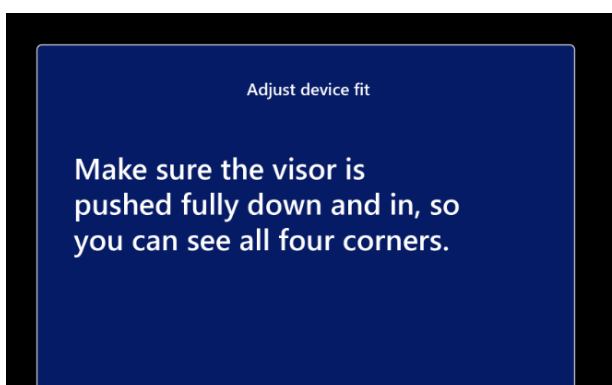 Adjust device fit
Make sure the visor is
pushed fully down and in, so
you can see all four corners.